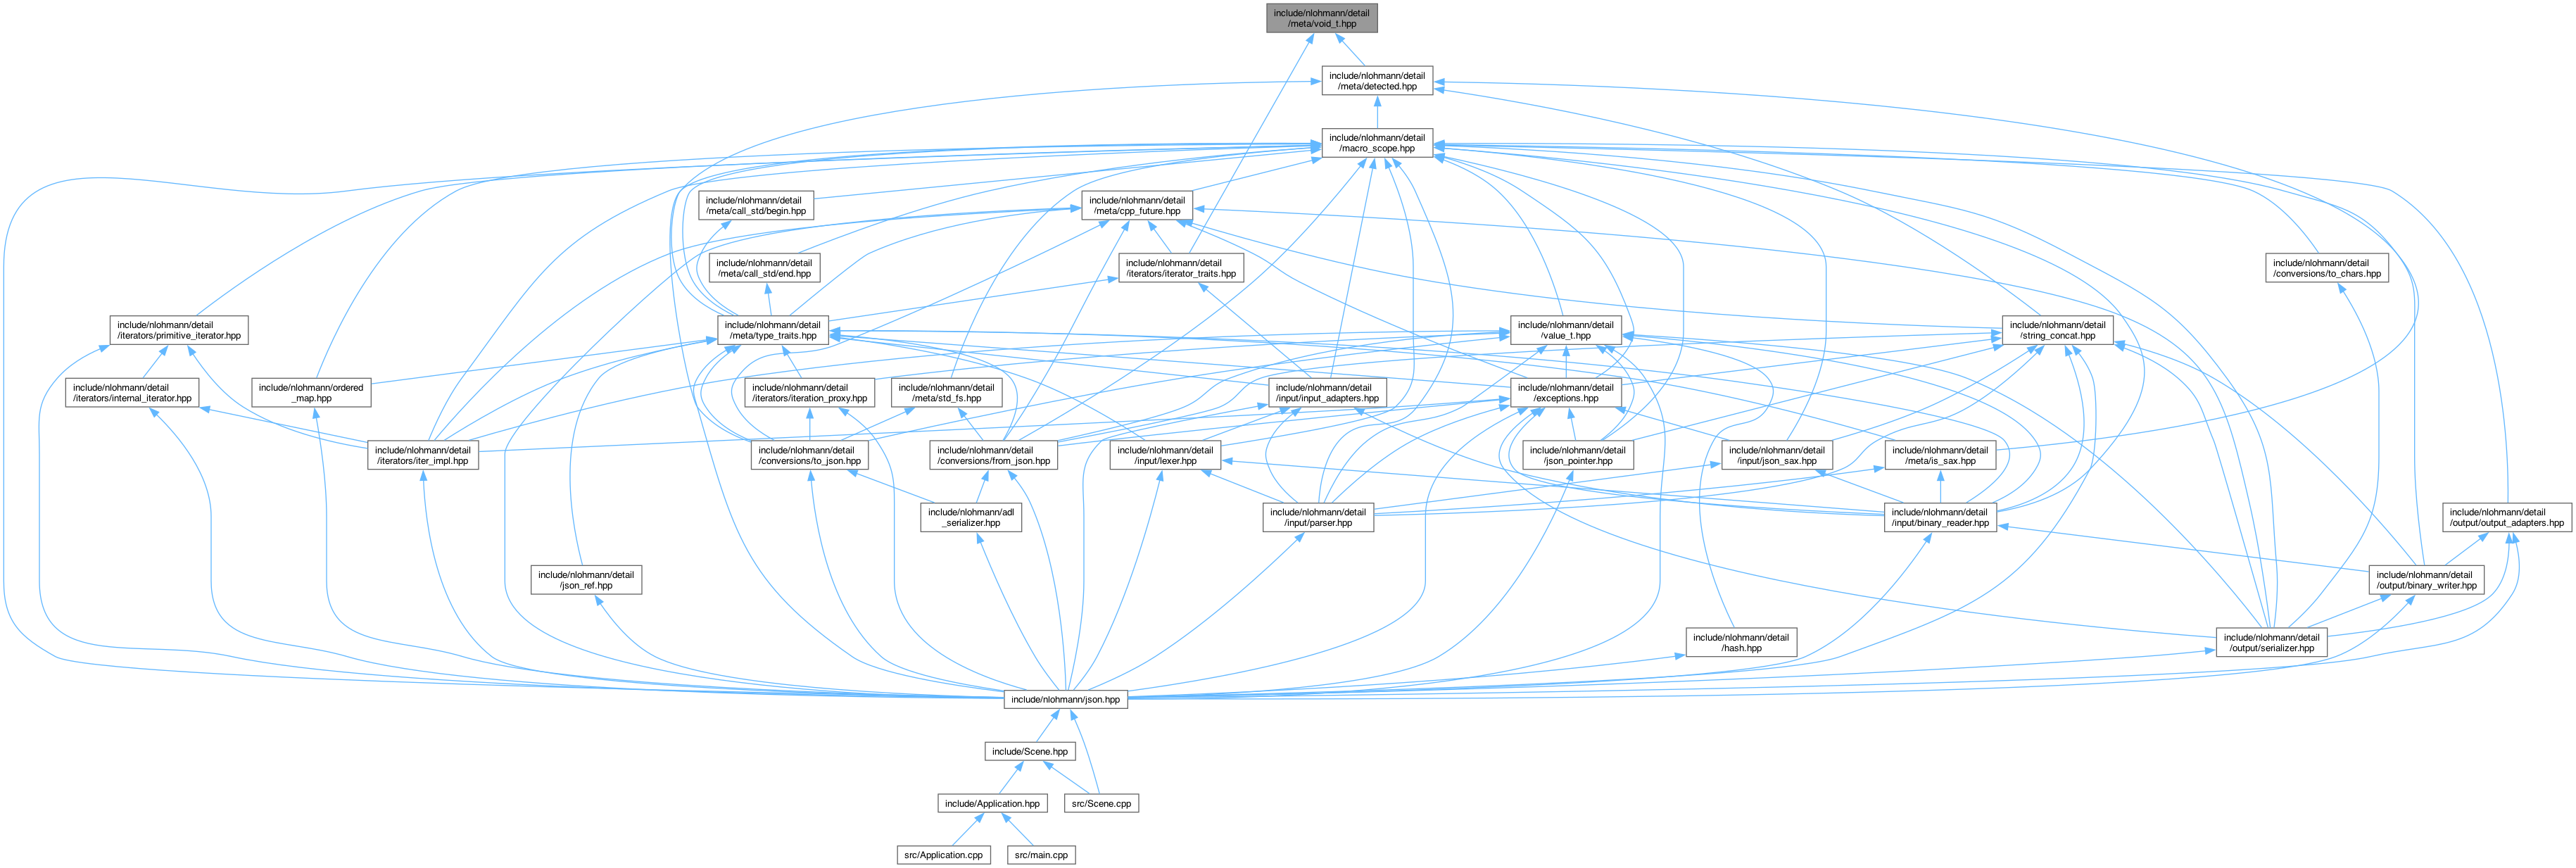 include/nlohmann/detail
/meta/void_t.hpp
include/nlohmann/detail
/meta/detected.hpp
include/nlohmann/detail
/macro_scope.hpp
include/nlohmann/detail
/meta/call_std/begin.hpp
include/nlohmann/detail
/meta/cpp_future.hpp
include/nlohmann/detail
/meta/call_std/end.hpp
include/nlohmann/detail
/iterators/iterator_traits.hpp
include/nlohmann/detail
/conversions/to_chars.hpp
include/nlohmann/detail
/iterators/primitive_iterator.hpp
include/nlohmann/detail
/meta/type_traits.hpp
include/nlohmann/detail
/value_t.hpp
include/nlohmann/detail
/string_concat.hpp
include/nlohmann/detail
/iterators/internal_iterator.hpp
include/nlohmann/ordered
_map.hpp
include/nlohmann/detail
/iterators/iteration_proxy.hpp
include/nlohmann/detail
/meta/std_fs.hpp
include/nlohmann/detail
/input/input_adapters.hpp
include/nlohmann/detail
/exceptions.hpp
include/nlohmann/detail
/iterators/iter_impl.hpp
include/nlohmann/detail
/conversions/to_json.hpp
include/nlohmann/detail
/conversions/from_json.hpp
include/nlohmann/detail
/input/lexer.hpp
include/nlohmann/detail
/json_pointer.hpp
include/nlohmann/detail
/input/json_sax.hpp
include/nlohmann/detail
/meta/is_sax.hpp
include/nlohmann/adl
_serializer.hpp
include/nlohmann/detail
/input/parser.hpp
include/nlohmann/detail
/input/binary_reader.hpp
include/nlohmann/detail
/output/output_adapters.hpp
include/nlohmann/detail
/json_ref.hpp
include/nlohmann/detail
/output/binary_writer.hpp
include/nlohmann/detail
/hash.hpp
include/nlohmann/detail
/output/serializer.hpp
include/nlohmann/json.hpp
include/Scene.hpp
include/Application.hpp
src/Scene.cpp
src/Application.cpp
src/main.cpp